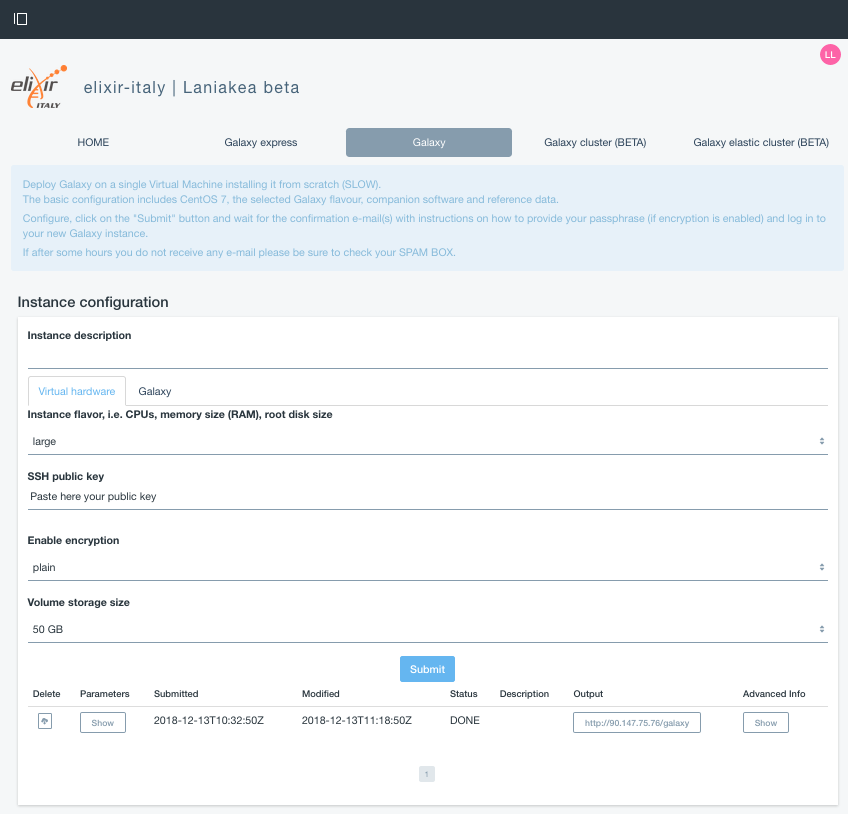 LL
elixir
ITALY
elixir-italy | Laniakea beta
HOME Galaxy express Galaxy Galaxy cluster (BETA) Galaxy elastic cluster (BETA)
Deploy Galaxy on a single Virtual Machine installing it from scratch (SLOW).
The basic configuration includes CentOS 7, the selected Galaxy flavour, companion software and reference data.
Configure, click on the "Submit" button and wait for the confirmation e-mail(s) with instructions on how to provide your passphrase (if encryption is enabled) and log in to
your new Galaxy instance.
If after some hours you do not receive any e-mail please be sure to check your SPAM BOX.
Instance configuration
Instance description
Virtual hardware Galaxy
Instance flavor, i.e. CPUs, memory size (RAM), root disk size
large
SSH public key
Paste here your public key
Enable encryption
plain
Volume storage size
50 GB
Submit
Delete Parameters Submitted Modified Status Description Output Advanced Info
Show 2018-12-13T10:32:50Z 2018-12-13T11:18:50Z DONE http://90.147.75.76/galaxy Show
1